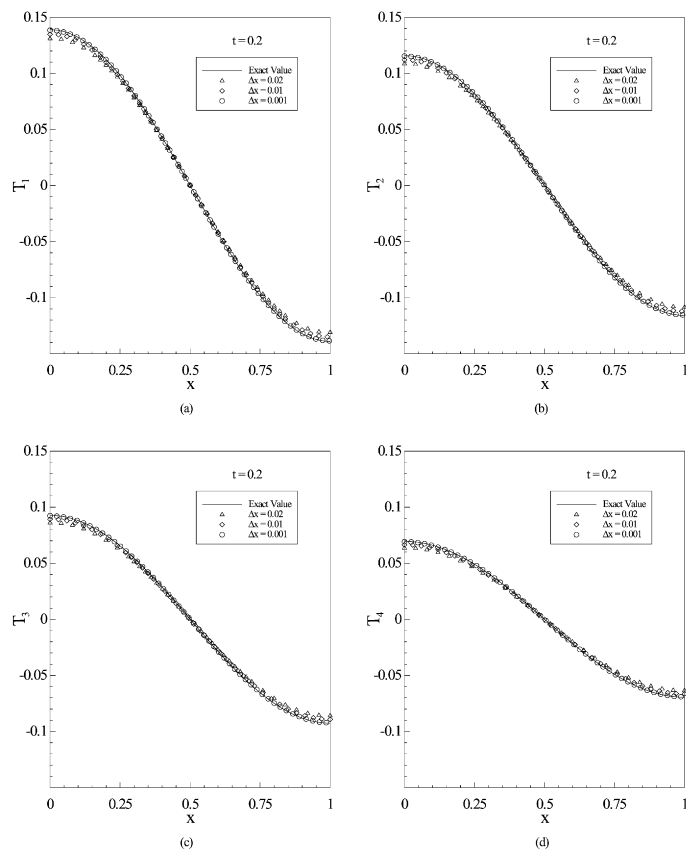 0.15
t = 0.2
Exact Value
Δx = 0.02
Δx = 0.01
Δx = 0.001
0.1
0.05
T1
0
-0.05
-0.1
0 0.25 0.5 0.75 1
x
(a)
0.15
t = 0.2
Exact Value
Δx = 0.02
Δx = 0.01
Δx = 0.001
0.1
0.05
T2
0
-0.05
-0.1
0 0.25 0.5 0.75 1
x
(b)
0.15
t = 0.2
Exact Value
Δx = 0.02
Δx = 0.01
Δx = 0.001
0.1
0.05
T3
0
-0.05
-0.1
0 0.25 0.5 0.75 1
x
(c)
0.15
t = 0.2
Exact Value
Δx = 0.02
Δx = 0.01
Δx = 0.001
0.1
0.05
T4
0
-0.05
-0.1
0 0.25 0.5 0.75 1
x
(d)